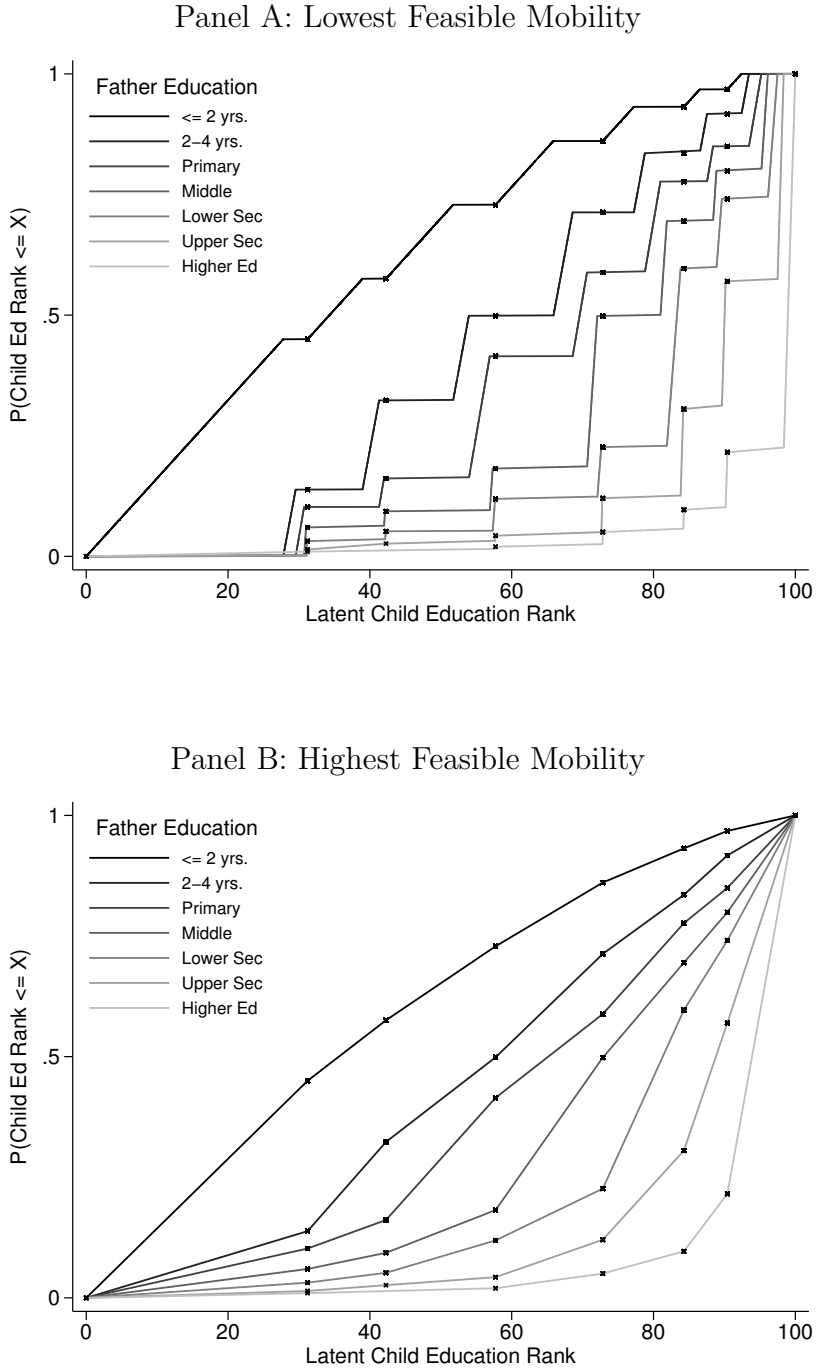 Panel A: Lowest Feasible Mobility
Father Education
<= 2 yrs.
2−4 yrs.
Primary
Middle
Lower Sec
Upper Sec
Higher Ed
P(Child Ed Rank <= X)
1
.5
0
0 20 40 60 80 100
Latent Child Education Rank
Panel B: Highest Feasible Mobility
Father Education
<= 2 yrs.
2−4 yrs.
Primary
Middle
Lower Sec
Upper Sec
Higher Ed
P(Child Ed Rank <= X)
1
.5
0
0 20 40 60 80 100
Latent Child Education Rank